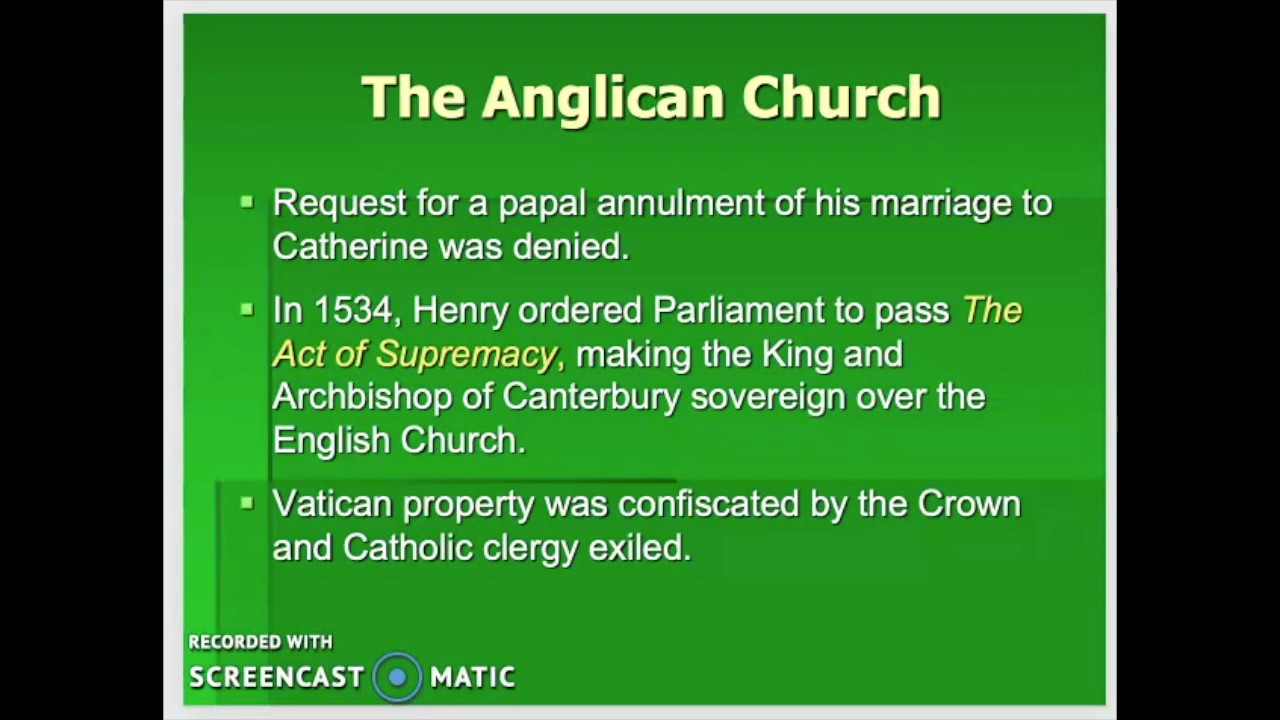 The Anglican Church
▪ Request for a papal annulment of his marriage to
Catherine was denied.
▪ In 1534, Henry ordered Parliament to pass The
Act of Supremacy, making the King and
Archbishop of Canterbury sovereign over the
English Church.
▪ Vatican property was confiscated by the Crown
and Catholic clergy exiled.
RECORDED WITH
SCREENCAST MATIC